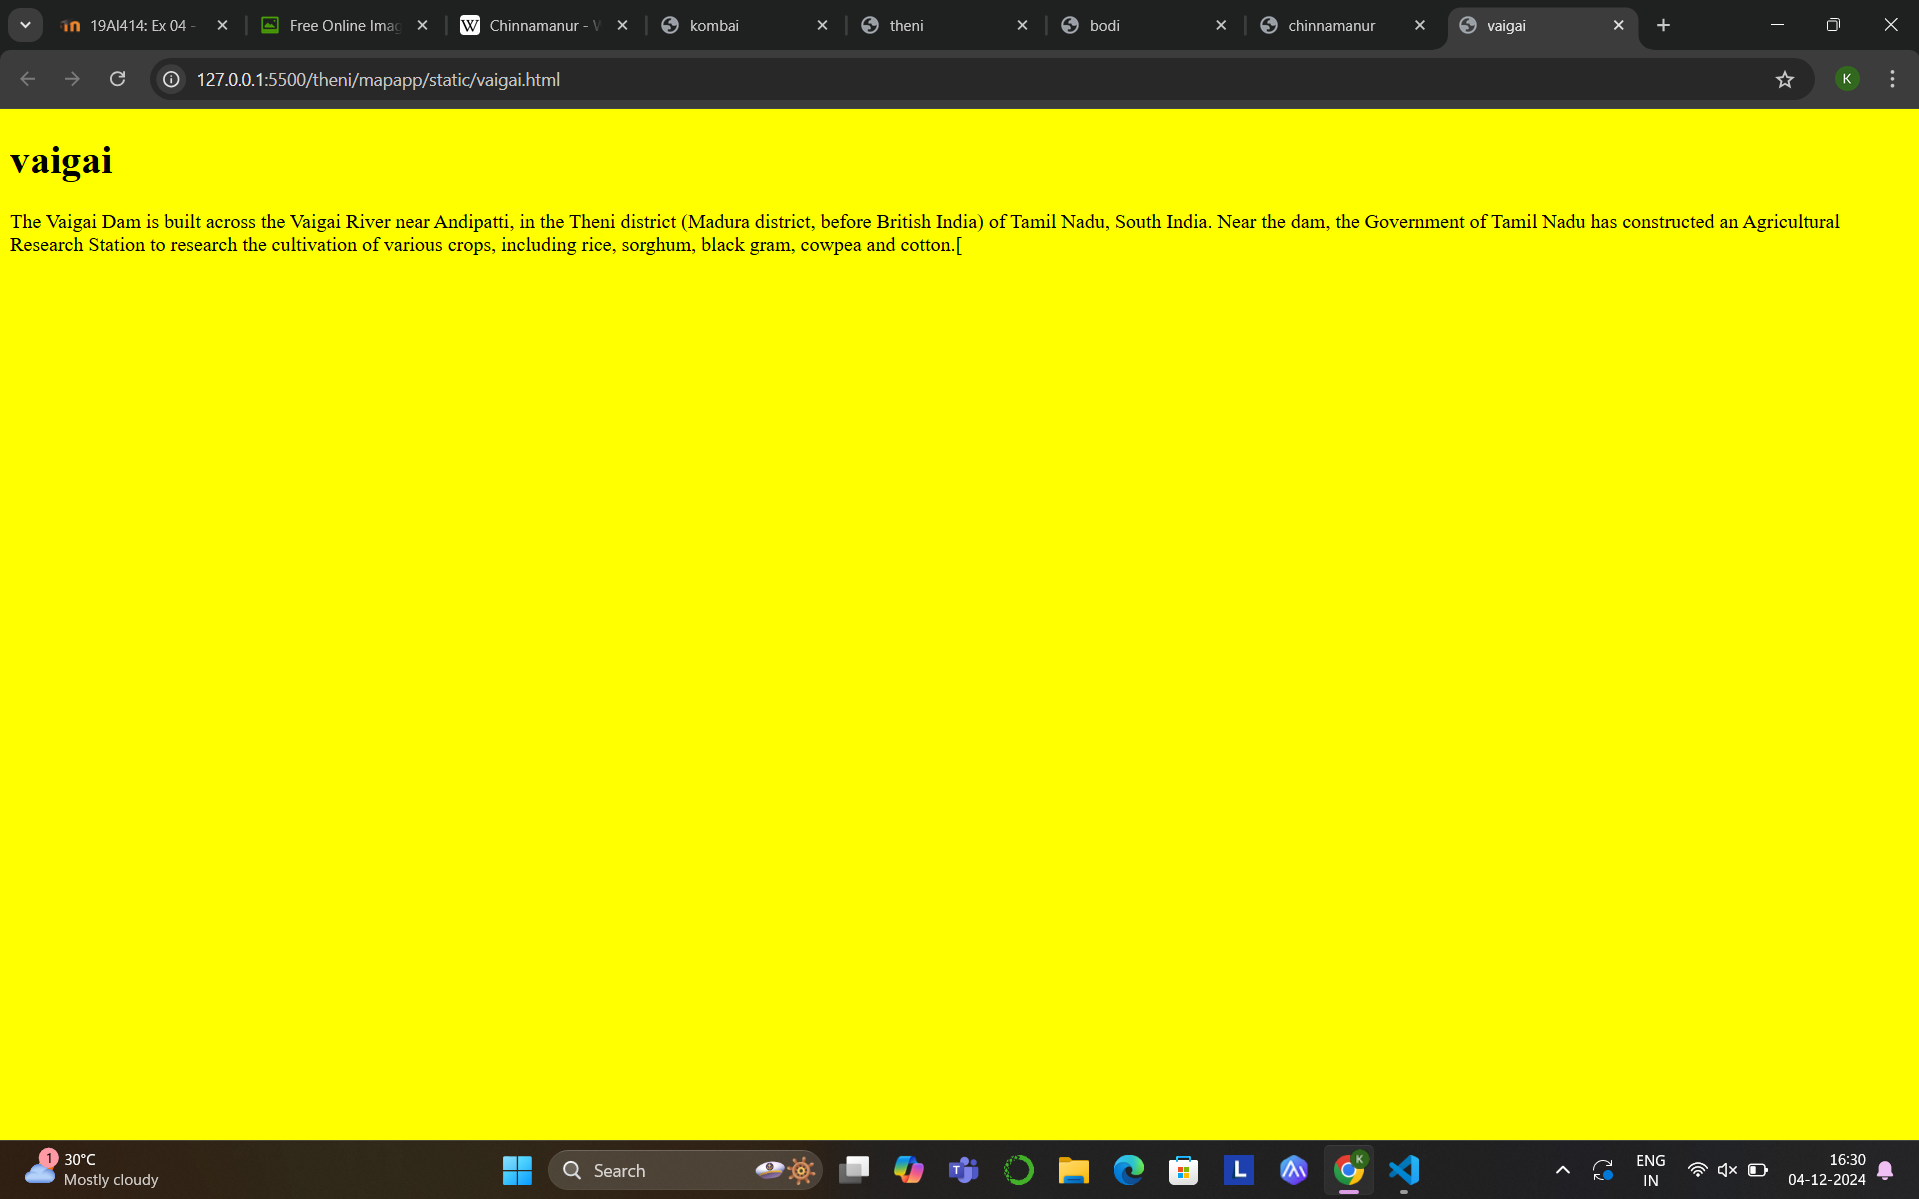 19AI414: Ex 04 -
Free Online Imag
W Chinnamanur - W
kombai
theni
bodi
chinnamanur
vaigai
127.0.0.1:5500/theni/mapapp/static/vaigai.html
K
vaigai
The Vaigai Dam is built across the Vaigai River near Andipatti, in the Theni district (Madura district, before British India) of Tamil Nadu, South India. Near the dam, the Government of Tamil Nadu has constructed an Agricultural
Research Station to research the cultivation of various crops, including rice, sorghum, black gram, cowpea and cotton.[
1
30°C
Mostly cloudy
Search
T
L
K
ENG
IN
16:30
04-12-2024